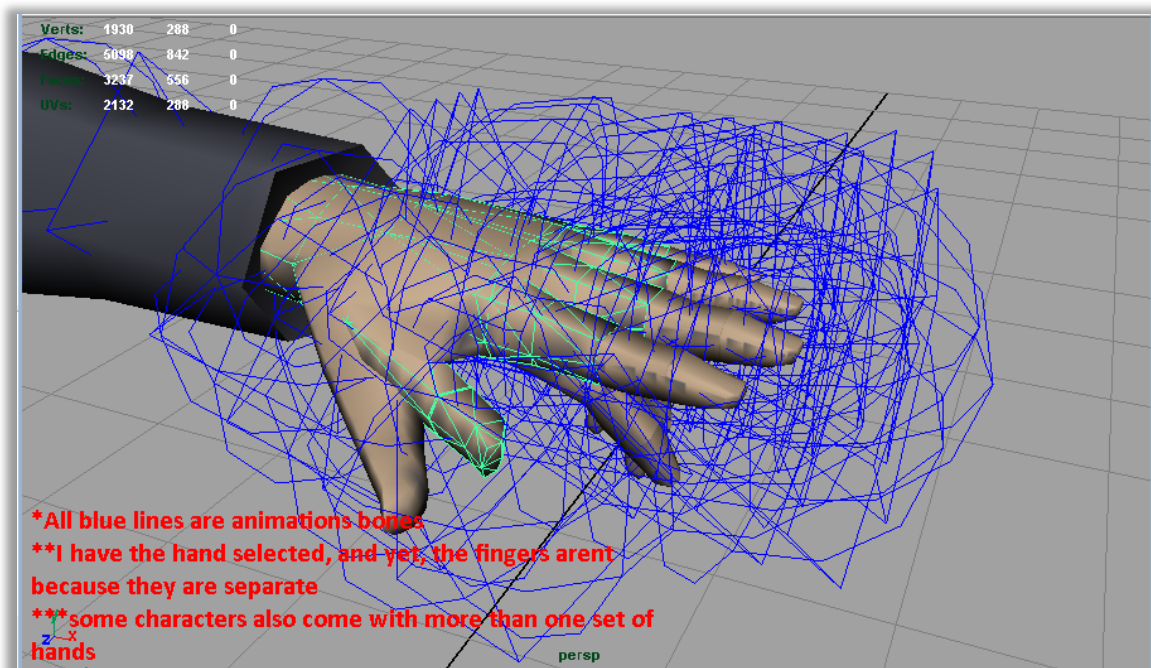 Verts: 1930 288 0
Edges: 5098 842 0
Faces: 3237 556 0
UVs: 2132 288 0
*All blue lines are animations bones
**I have the hand selected, and yet, the fingers arent
because they are separate
***some characters also come with more than one set of
hands
y
z x
persp